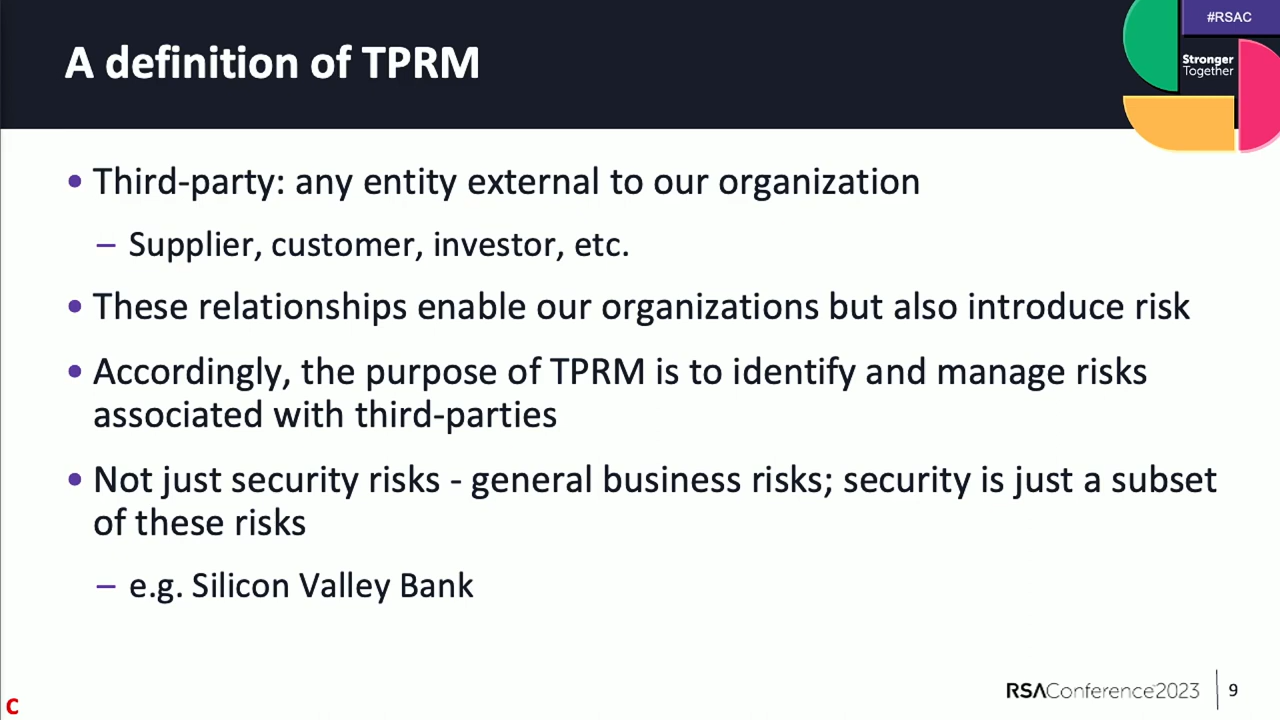 #RSAC
A definition of TPRM
Stronger
Together
• Third-party: any entity external to our organization
– Supplier, customer, investor, etc.
• These relationships enable our organizations but also introduce risk
• Accordingly, the purpose of TPRM is to identify and manage risks
associated with third-parties
• Not just security risks - general business risks; security is just a subset
of these risks
– e.g. Silicon Valley Bank
RSAConference2023
9
C